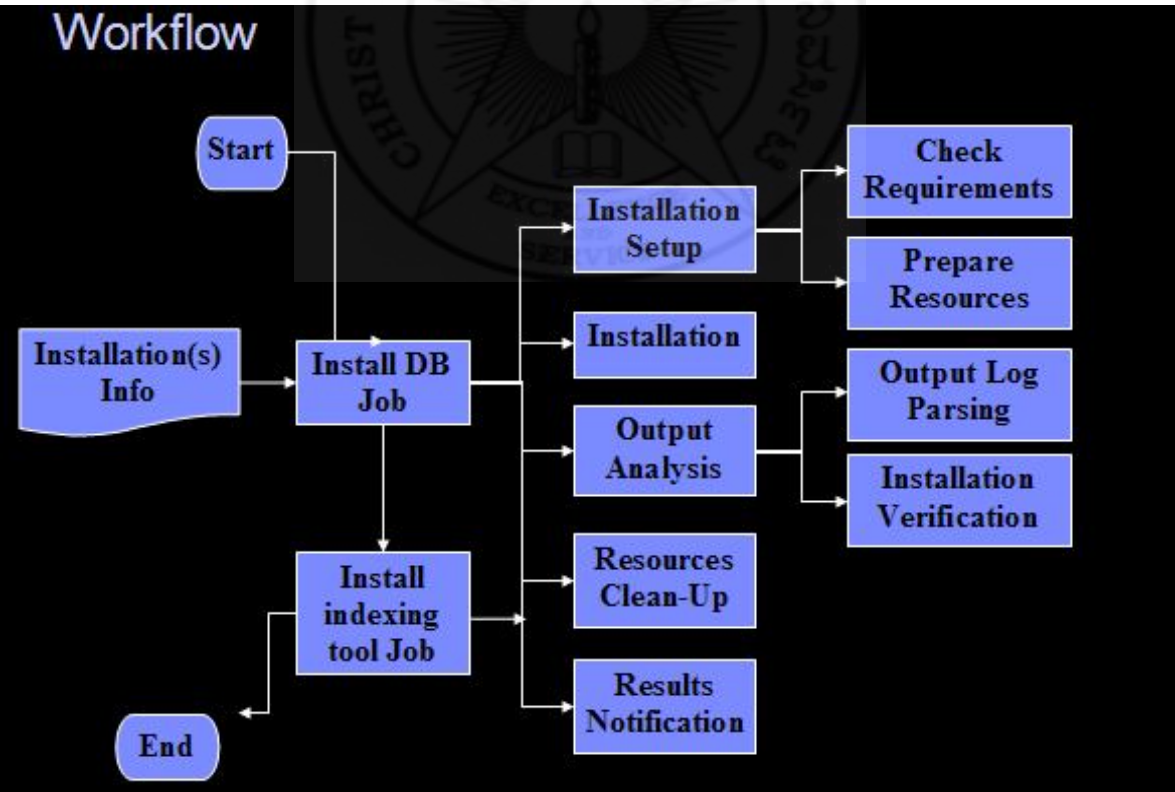 Workflow
CHRIST
EXCELLENCE
AND
SERVICE
Start
Installation(s)
Info
Install DB
Job
Install
indexing
tool Job
End
Installation
Setup
Installation
Output
Analysis
Resources
Clean-Up
Results
Notification
Check
Requirements
Prepare
Resources
Output Log
Parsing
Installation
Verification